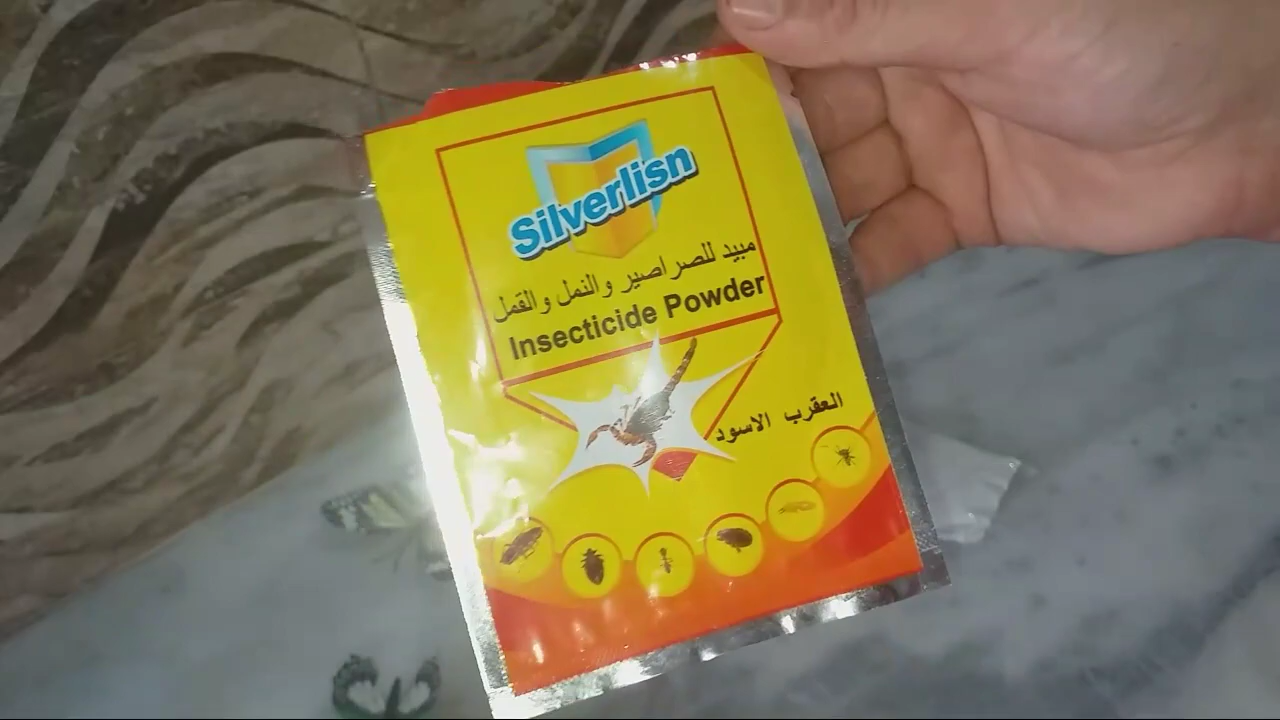 Silverlisn
مبيد للصراصير والنمل والقمل
Insecticide Powder
العقرب الاسود